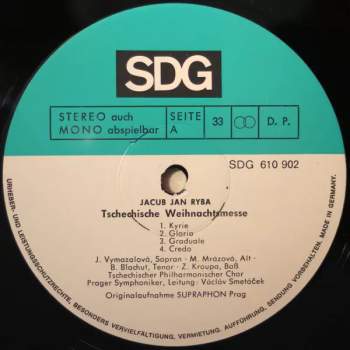 SDG
STEREO auch
MONO abspielbar
SEITE
A
33
D. P.
SDG 610 902
JACUB JAN RYBA
Tschechische Weihnachtsmesse
1. Kyrie
2. Gloria
3. Graduale
4. Credo
J. Vymazalová, Sopran - M. Mrázová, Alt -
B. Blachut, Tenor - Z. Kroupa, Baß
Tschechischer Philharmonischer Chor
Prager Symphoniker, Leitung: Václav Smetáček
Originalaufnahme SUPRAPHON Prag
URHEBER- UND LEISTUNGSSCHUTZRECHTE, BESONDERS VERVIELFÄLTIGUNG, VERMIETUNG, AUFFÜHRUNG, SENDUNG VORBEHALTEN. MADE IN GERMANY.